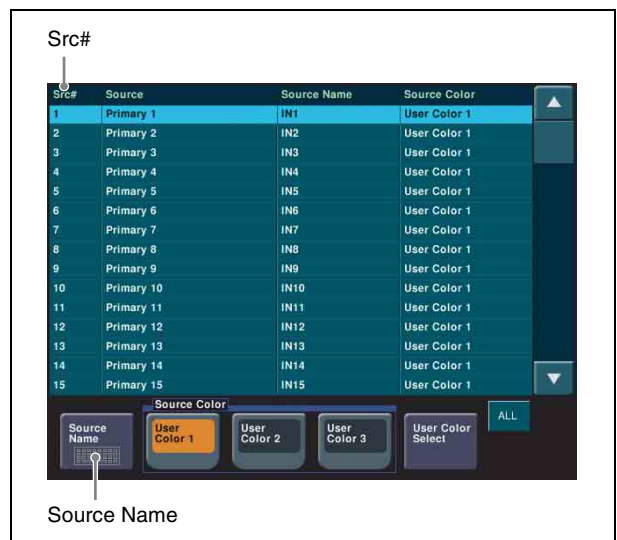 Src#
Src# Source Source Name Source Color
1 Primary 1 IN1 User Color 1
2 Primary 2 IN2 User Color 1
3 Primary 3 IN3 User Color 1
4 Primary 4 IN4 User Color 1
5 Primary 5 IN5 User Color 1
6 Primary 6 IN6 User Color 1
7 Primary 7 IN7 User Color 1
8 Primary 8 IN8 User Color 1
9 Primary 9 IN9 User Color 1
10 Primary 10 IN10 User Color 1
11 Primary 11 IN11 User Color 1
12 Primary 12 IN12 User Color 1
13 Primary 13 IN13 User Color 1
14 Primary 14 IN14 User Color 1
15 Primary 15 IN15 User Color 1
Source Color
ALL
Source Name
User Color 1
User Color 2
User Color 3
User Color Select
Source Name